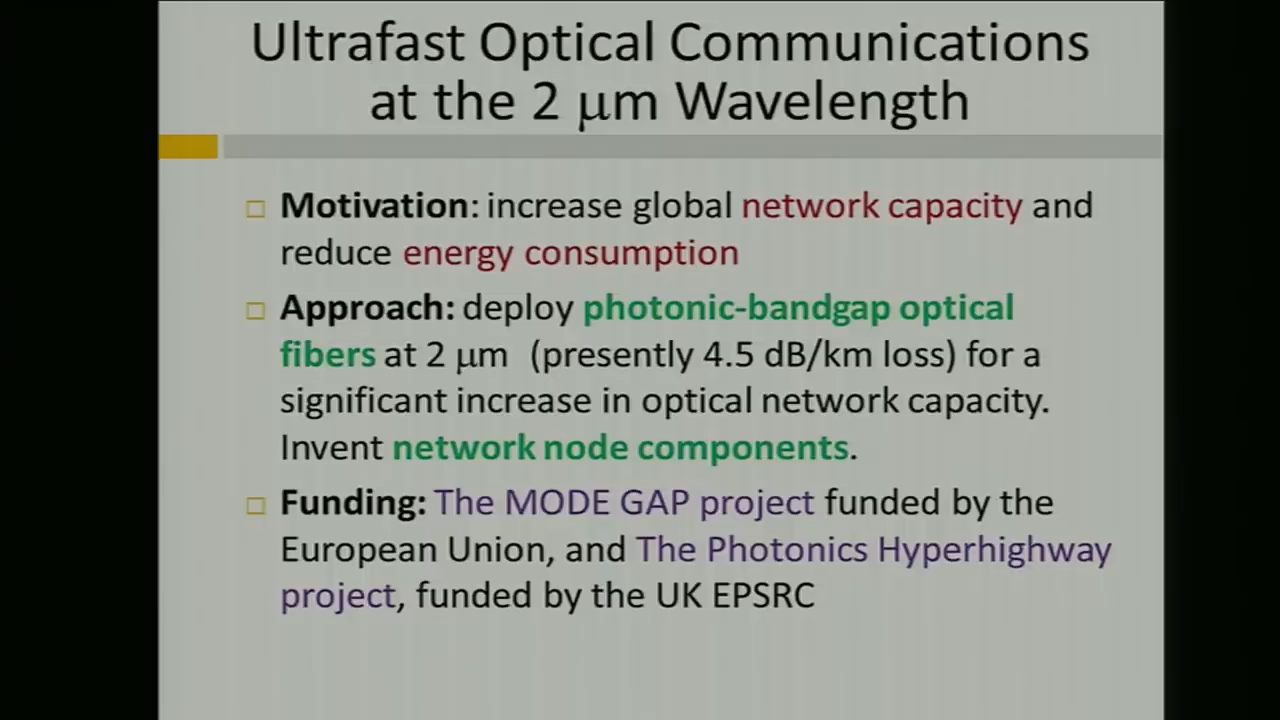 Ultrafast Optical Communications
at the 2 μm Wavelength
Motivation: increase global network capacity and
reduce energy consumption
Approach: deploy photonic-bandgap optical
fibers at 2 μm (presently 4.5 dB/km loss) for a
significant increase in optical network capacity.
Invent network node components.
Funding: The MODE GAP project funded by the
European Union, and The Photonics Hyperhighway
project, funded by the UK EPSRC